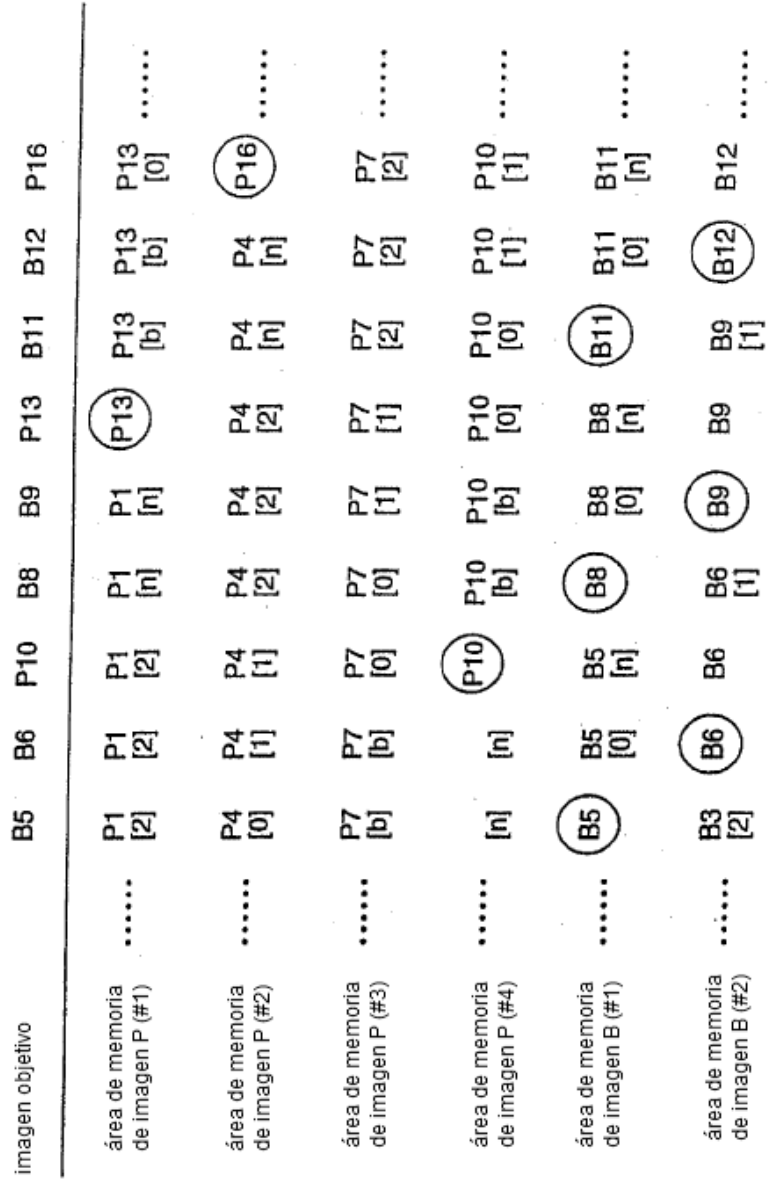 imagen objetivo B5 B6 P10 B8 B9 P13 B11 B12 P16
área de memoria
de imagen P (#1)
...... P1 P1 P1 P1 P1 P13 P13 P13 P13 ......
[2] [2] [2] [n] [n] [b] [b] [0]
área de memoria
de imagen P (#2)
...... P4 P4 P4 P4 P4 P4 P4 P4 P16 ......
[0] [1] [1] [2] [2] [2] [n] [n]
área de memoria
de imagen P (#3)
...... P7 P7 P7 P7 P7 P7 P7 P7 P7 ......
[b] [b] [0] [0] [1] [1] [2] [2] [2]
área de memoria
de imagen P (#4)
...... P10 P10 P10 P10 P10 P10 P10 ......
[n] [n] [b] [b] [0] [0] [1] [1]
área de memoria
de imagen B (#1)
...... B5 B5 B5 B8 B8 B8 B11 B11 B11 ......
[0] [n] [0] [n] [0] [n]
área de memoria
de imagen B (#2)
...... B3 B6 B6 B6 B9 B9 B9 B12 B12 ......
[2] [1] [1]